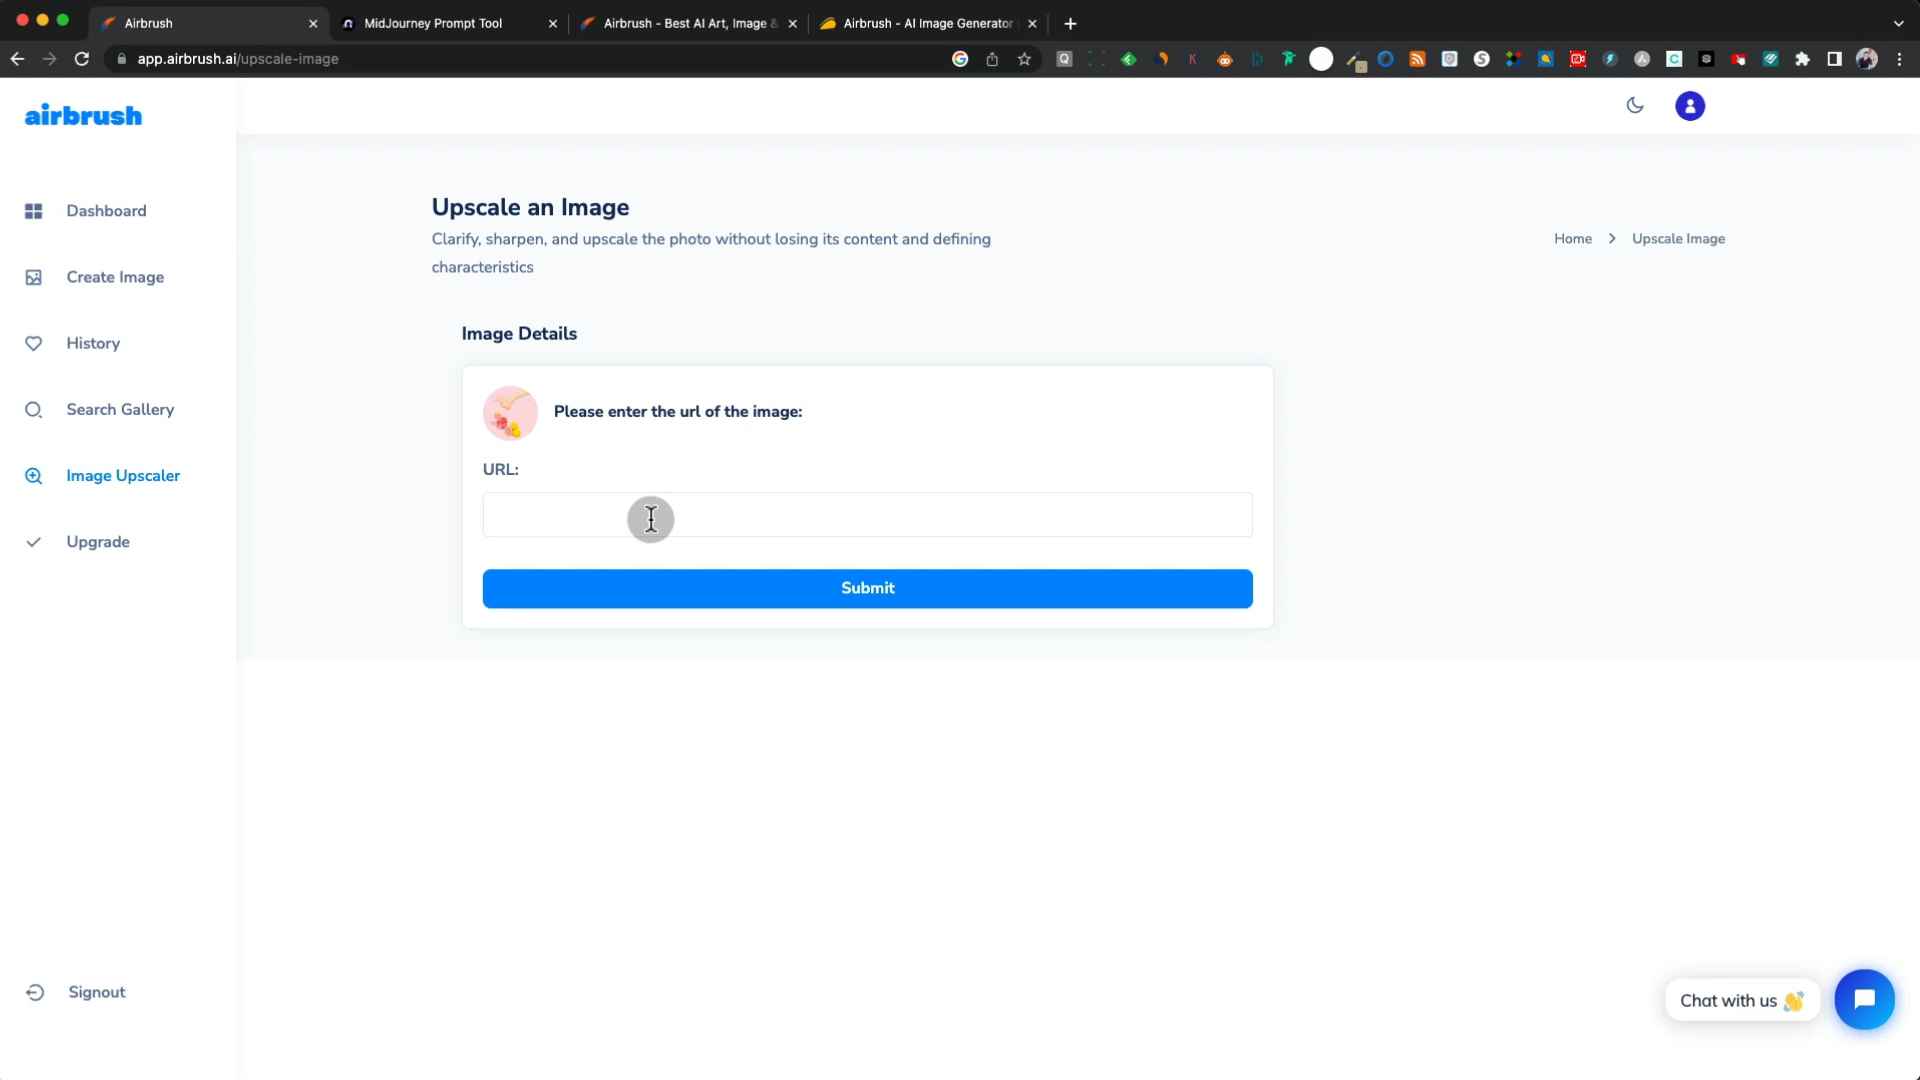 Airbrush
MidJourney Prompt Tool
Airbrush - Best AI Art, Image &
Airbrush - AI Image Generator
app.airbrush.ai/upscale-image
airbrush
Dashboard
Create Image
History
Search Gallery
Image Upscaler
Upgrade
Signout
Upscale an Image
Clarify, sharpen, and upscale the photo without losing its content and defining
characteristics
Home > Upscale Image
Image Details
Please enter the url of the image:
URL:
Submit
Chat with us 👋